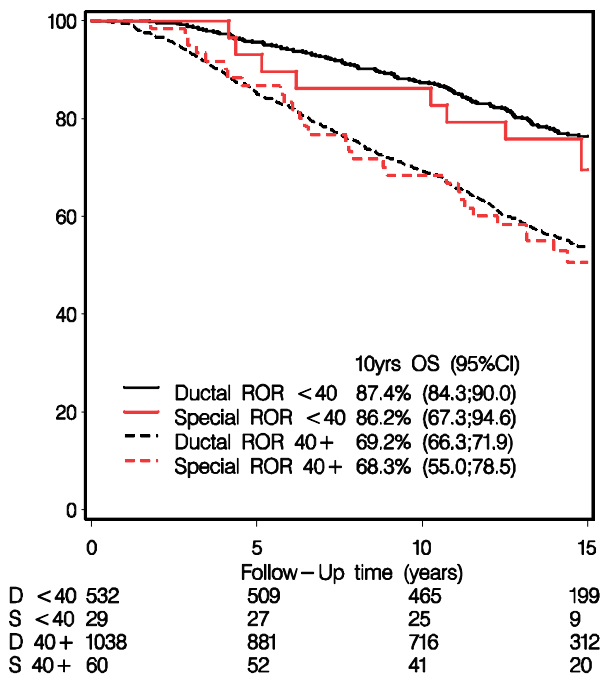 100
80
60
40
20
0
10yrs OS (95%CI)
Ductal ROR <40 87.4% (84.3;90.0)
Special ROR <40 86.2% (67.3;94.6)
Ductal ROR 40+ 69.2% (66.3;71.9)
Special ROR 40+ 68.3% (55.0;78.5)
0 5 10 15
Follow-Up time (years)
D <40 532 509 465 199
S <40 29 27 25 9
D 40+ 1038 881 716 312
S 40+ 60 52 41 20